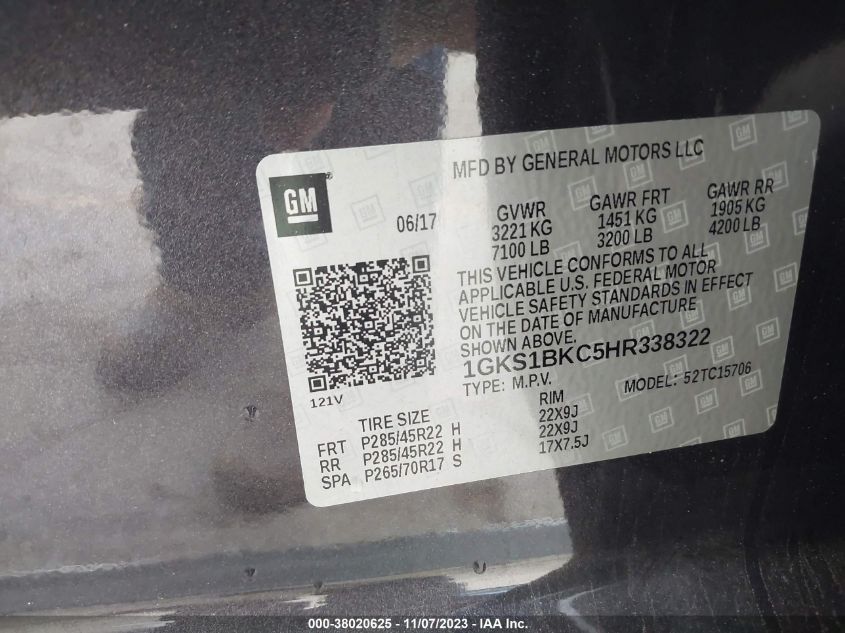 MFD BY GENERAL MOTORS LLC
GM
06/17
GVWR GAWR FRT GAWR RR
3221 KG 1451 KG 1905 KG
7100 LB 3200 LB 4200 LB
THIS VEHICLE CONFORMS TO ALL
APPLICABLE U.S. FEDERAL MOTOR
VEHICLE SAFETY STANDARDS IN EFFECT
ON THE DATE OF MANUFACTURE
SHOWN ABOVE.
1GKS1BKC5HR338322
TYPE: M.P.V. MODEL: 52TC15706
121V
TIRE SIZE RIM
FRT P285/45R22 H 22X9J
RR P285/45R22 H 22X9J
SPA P265/70R17 S 17X7.5J
000-38020625 - 11/07/2023 - IAA Inc.